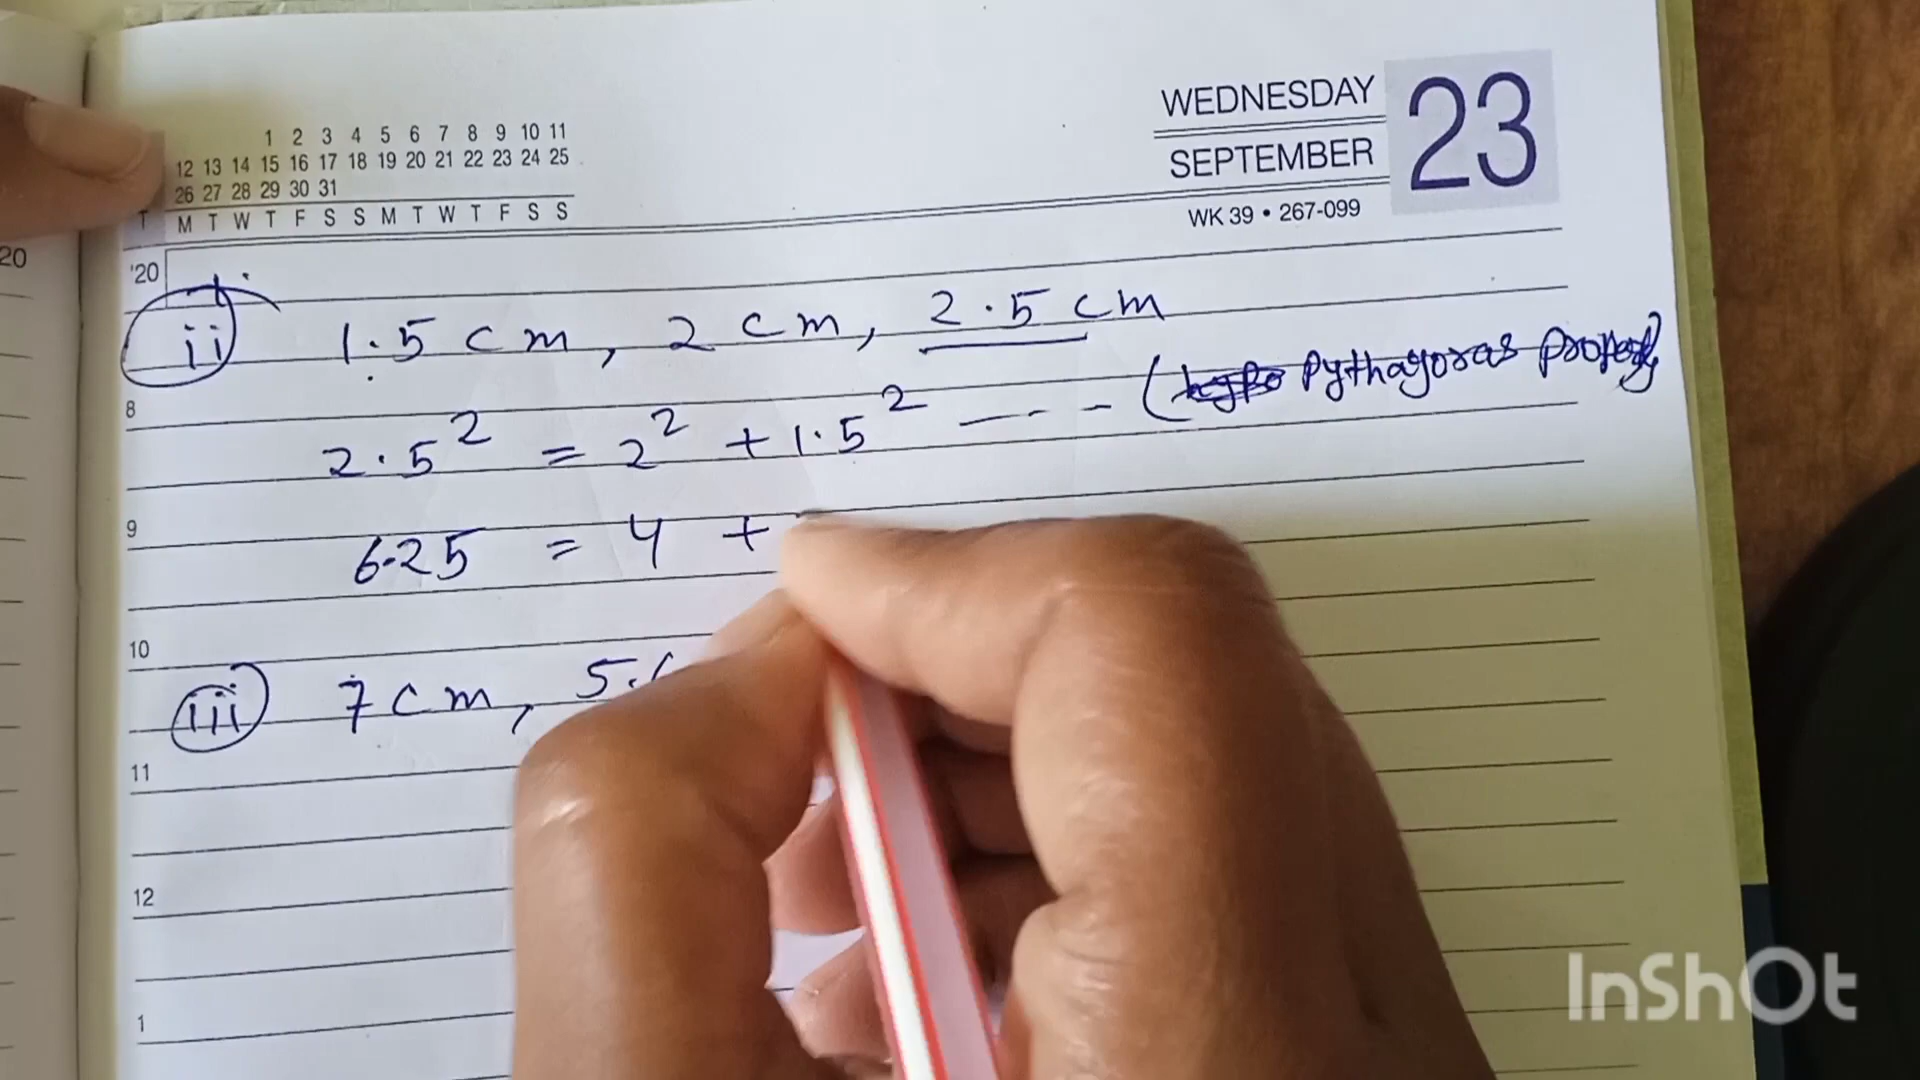 WEDNESDAY
SEPTEMBER
23
WK 39 • 267-099
1 2 3 4 5 6 7 8 9 10 11
12 13 14 15 16 17 18 19 20 21 22 23 24 25
26 27 28 29 30 31
T M T W T F S S M T W T F S S
20
'20
ii 1.5 cm, 2 cm, 2.5 cm
8
2.5² = 2² + 1.5² --- (Pythagoras property
9
6.25 = 4 +
10
iii 7 cm, 5.6
11
12
1
InShOt